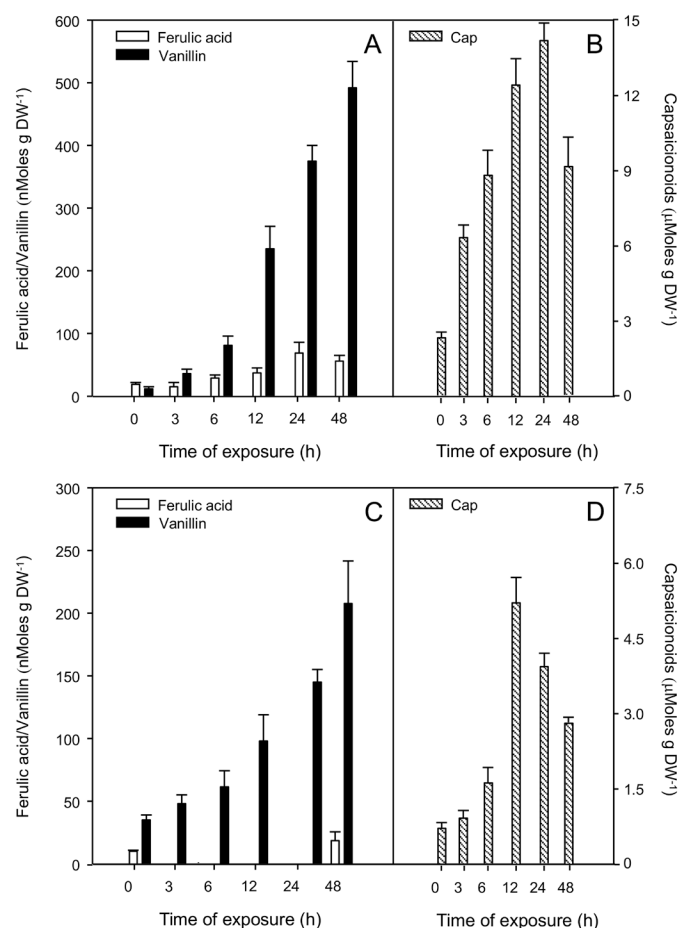 Ferulic acid
Vanillin
A
600
500
400
300
200
100
0
Ferulic acid/Vanillin (nMoles g DW-1)
0 3 6 12 24 48
Time of exposure (h)
Cap
B
15
12
9
6
3
0
Capsaicionoids (μMoles g DW-1)
0 3 6 12 24 48
Time of exposure (h)
Ferulic acid
Vanillin
C
300
250
200
150
100
50
0
Ferulic acid/Vanillin (nMoles g DW-1)
0 3 6 12 24 48
Time of exposure (h)
Cap
D
7.5
6.0
4.5
3.0
1.5
0
Capsaicionoids (μMoles g DW-1)
0 3 6 12 24 48
Time of exposure (h)